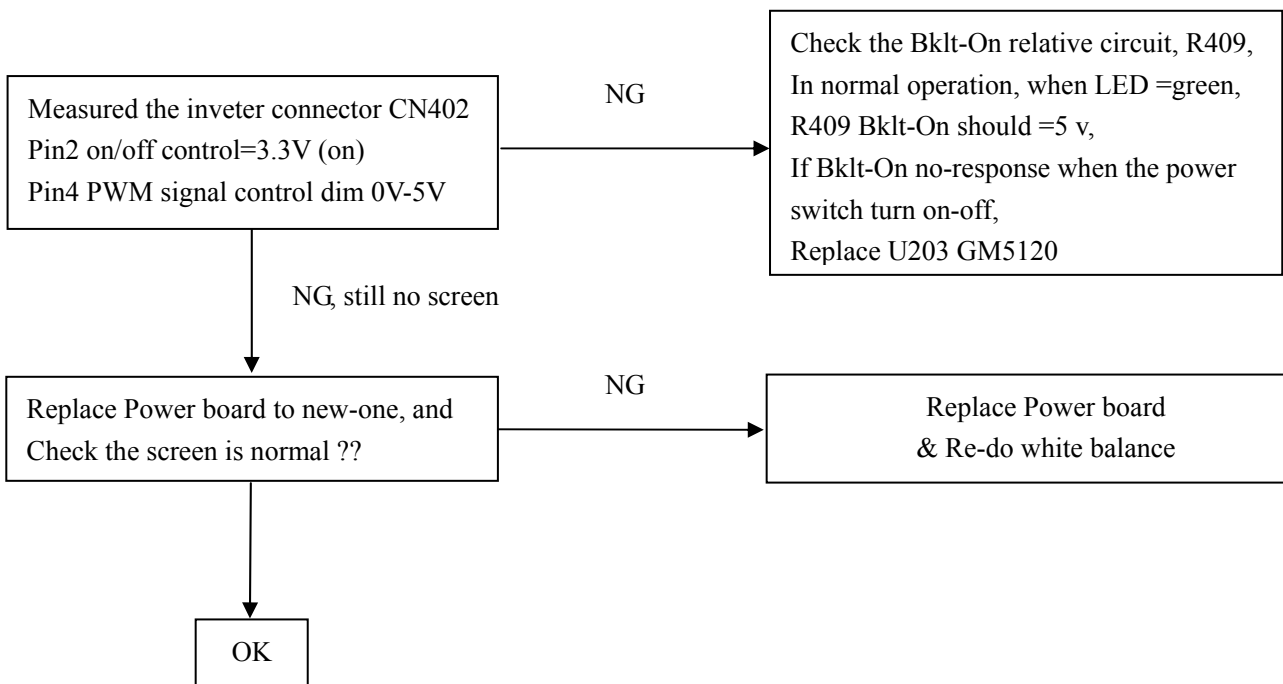 Measured the inveter connector CN402
Pin2 on/off control=3.3V (on)
Pin4 PWM signal control dim 0V-5V
NG
Check the Bklt-On relative circuit, R409,
In normal operation, when LED =green,
R409 Bklt-On should =5 v,
If Bklt-On no-response when the power
switch turn on-off,
Replace U203 GM5120
NG, still no screen
Replace Power board to new-one, and
Check the screen is normal ??
NG
Replace Power board
& Re-do white balance
OK